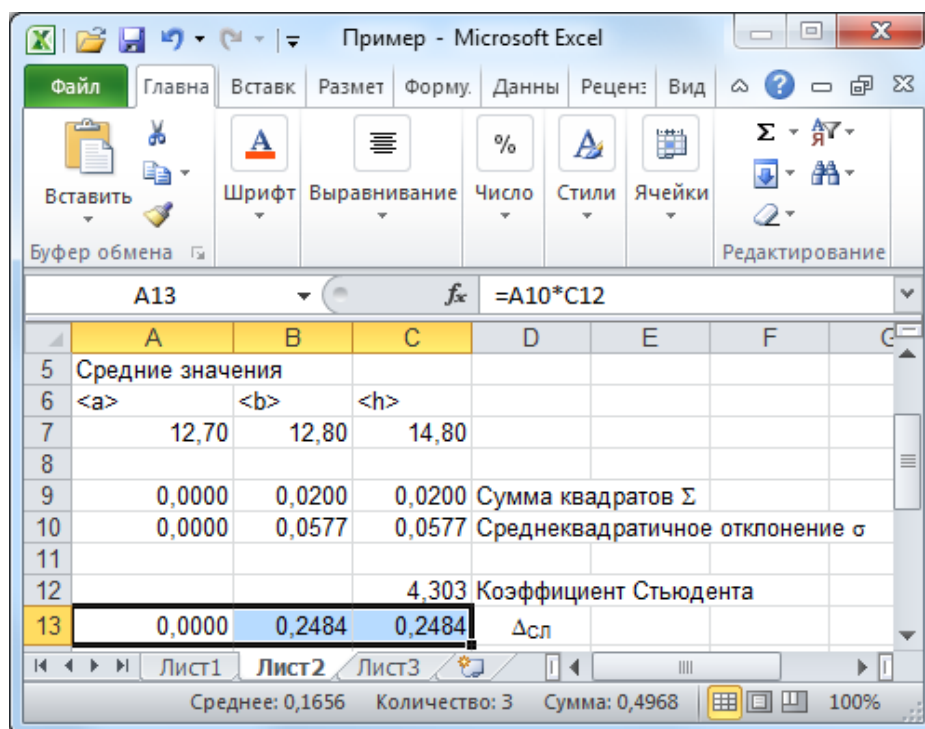 Пример - Microsoft Excel
Файл Главна Вставк Размет Форму. Данны Реценз Вид
Вставить Шрифт Выравнивание Число Стили Ячейки
Буфер обмена Редактирование
A13 fx =A10*C12
A B C D E F G
5 Средние значения
6 <a> <b> <h>
7 12,70 12,80 14,80
8
9 0,0000 0,0200 0,0200 Сумма квадратов Σ
10 0,0000 0,0577 0,0577 Среднеквадратичное отклонение σ
11
12 4,303 Коэффициент Стьюдента
13 0,0000 0,2484 0,2484 Δсл
Лист1 Лист2 Лист3
Среднее: 0,1656 Количество: 3 Сумма: 0,4968 100%